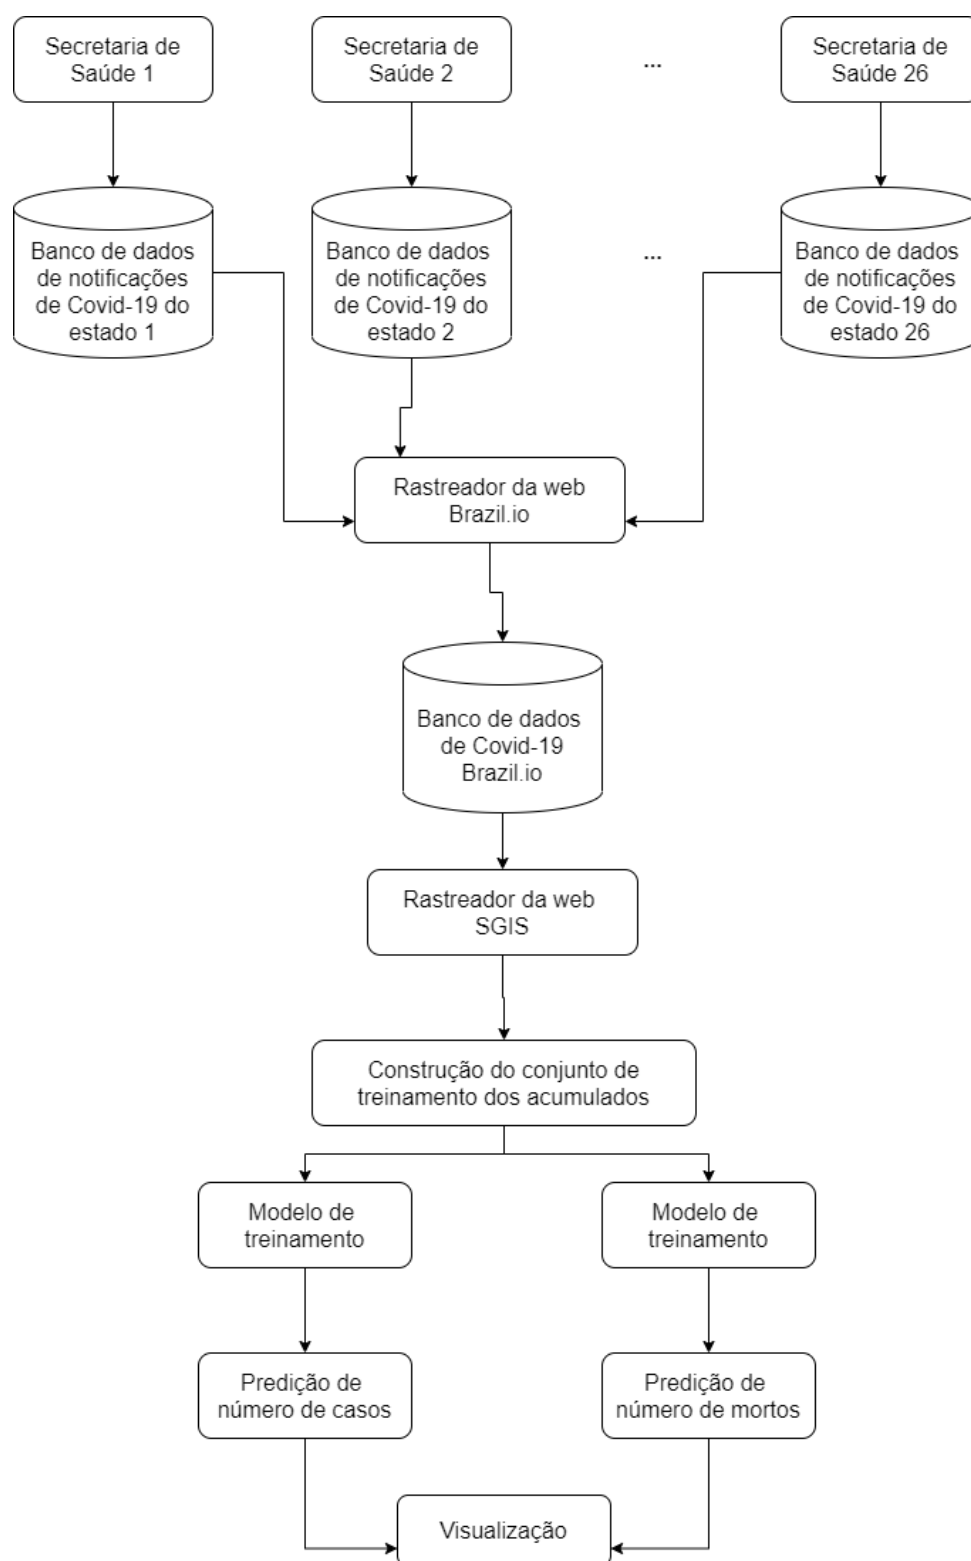 Secretaria de
Saúde 1
Secretaria de
Saúde 2
...
Secretaria de
Saúde 26
Banco de dados
de notificações
de Covid-19 do
estado 1
Banco de dados
de notificações
de Covid-19 do
estado 2
...
Banco de dados
de notificações
de Covid-19 do
estado 26
Rastreador da web
Brazil.io
Banco de dados
de Covid-19
Brazil.io
Rastreador da web
SGIS
Construção do conjunto de
treinamento dos acumulados
Modelo de
treinamento
Modelo de
treinamento
Predição de
número de casos
Predição de
número de mortos
Visualização